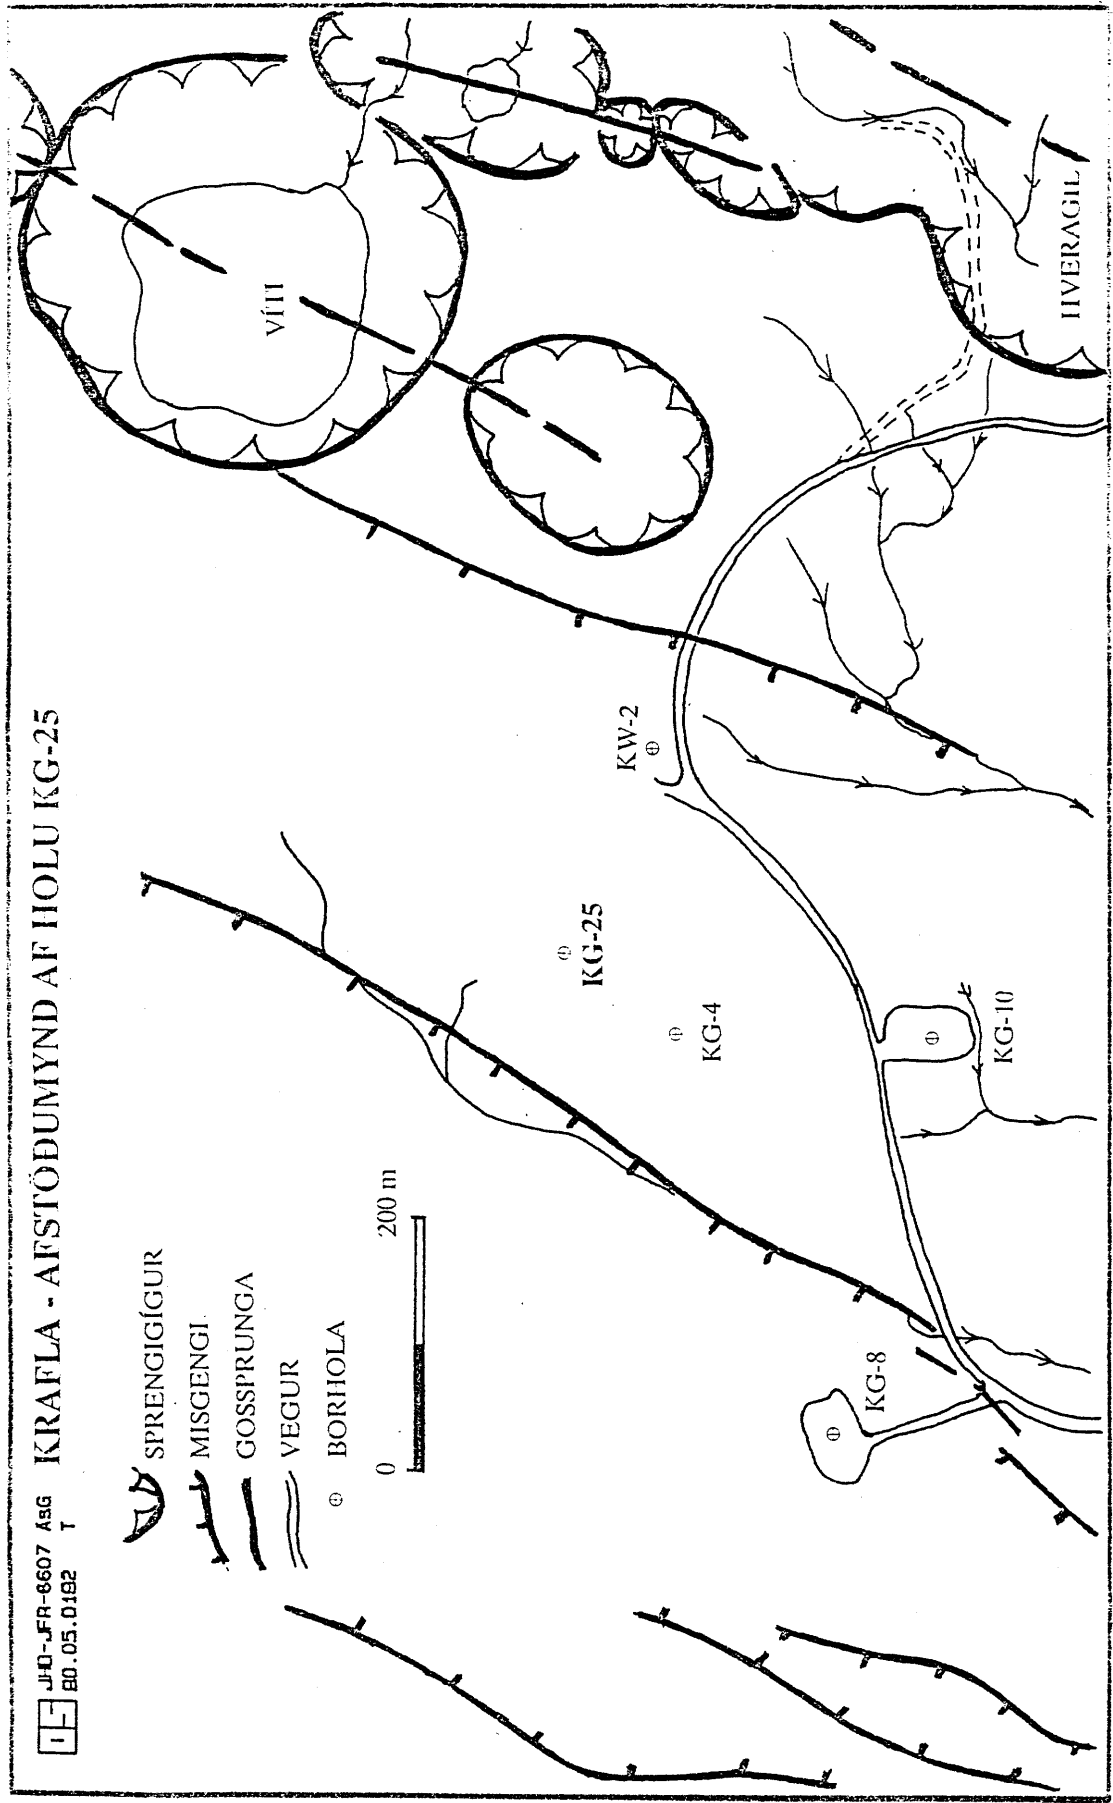 JHD-JFR-6607 ÁsG
80.05.0192 T
KRAFLA - AFSTÖÐUMYND AF HOLU KG-25
SPRENGIGÍGUR
MISGENGI
GOSSPRUNGA
VEGUR
BORHOLA
0 200 m
VÍTI
KW-2
KG-25
KG-4
KG-10
KG-8
HVERAGIL